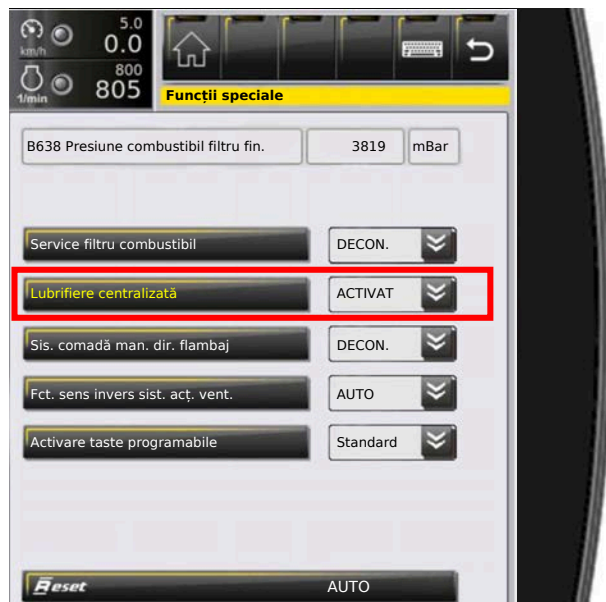 5.0
km/h 0.0
800
1/min 805
Funcții speciale
B638 Presiune combustibil filtru fin. 3819 mBar
Service filtru combustibil DECON.
Lubrifiere centralizată ACTIVAT
Sis. comadă man. dir. flambaj DECON.
Fct. sens invers sist. acț. vent. AUTO
Activare taste programabile Standard
Reset AUTO